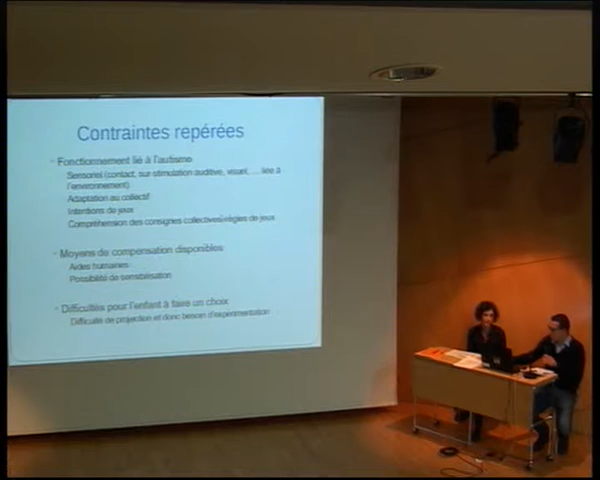 Contraintes repérées
- Fonctionnement lié à l'autisme
Sensoriel (contact, sur stimulation auditive, visuel, … liée à
l'environnement)
Adaptation au collectif
Intentions de jeux
Compréhension des consignes collectives/règles de jeux
- Moyens de compensation disponibles
Aides humaines
Possibilité de sensibilisation
- Difficultés pour l'enfant à faire un choix
Difficulté de projection et donc besoin d'expérimentation